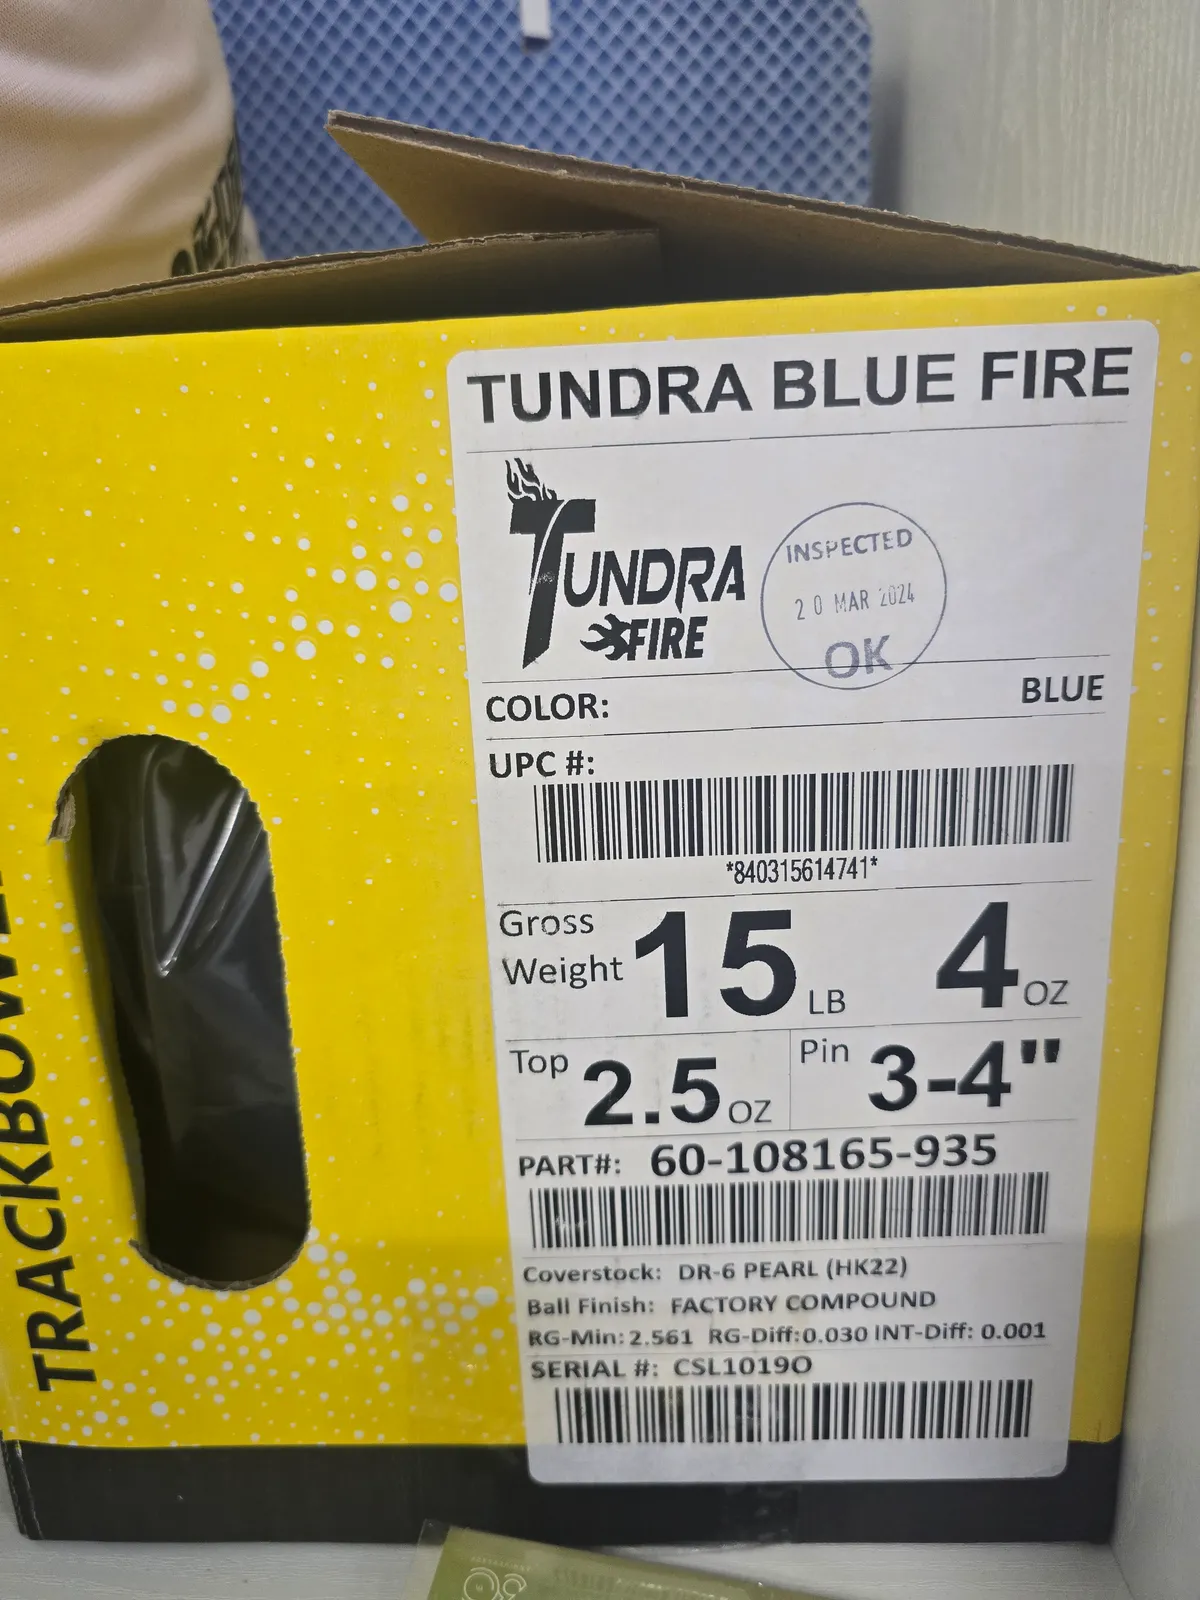 TUNDRA BLUE FIRE
TUNDRA
FIRE
INSPECTED
20 MAR 2024
OK
COLOR: BLUE
UPC #:
*840315614741*
Gross Weight 15 LB 4 OZ
Top 2.5 OZ Pin 3-4"
PART#: 60-108165-935
Coverstock: DR-6 PEARL (HK22)
Ball Finish: FACTORY COMPOUND
RG-Min: 2.561 RG-Diff:0.030 INT-Diff: 0.001
SERIAL #: CSL1019O